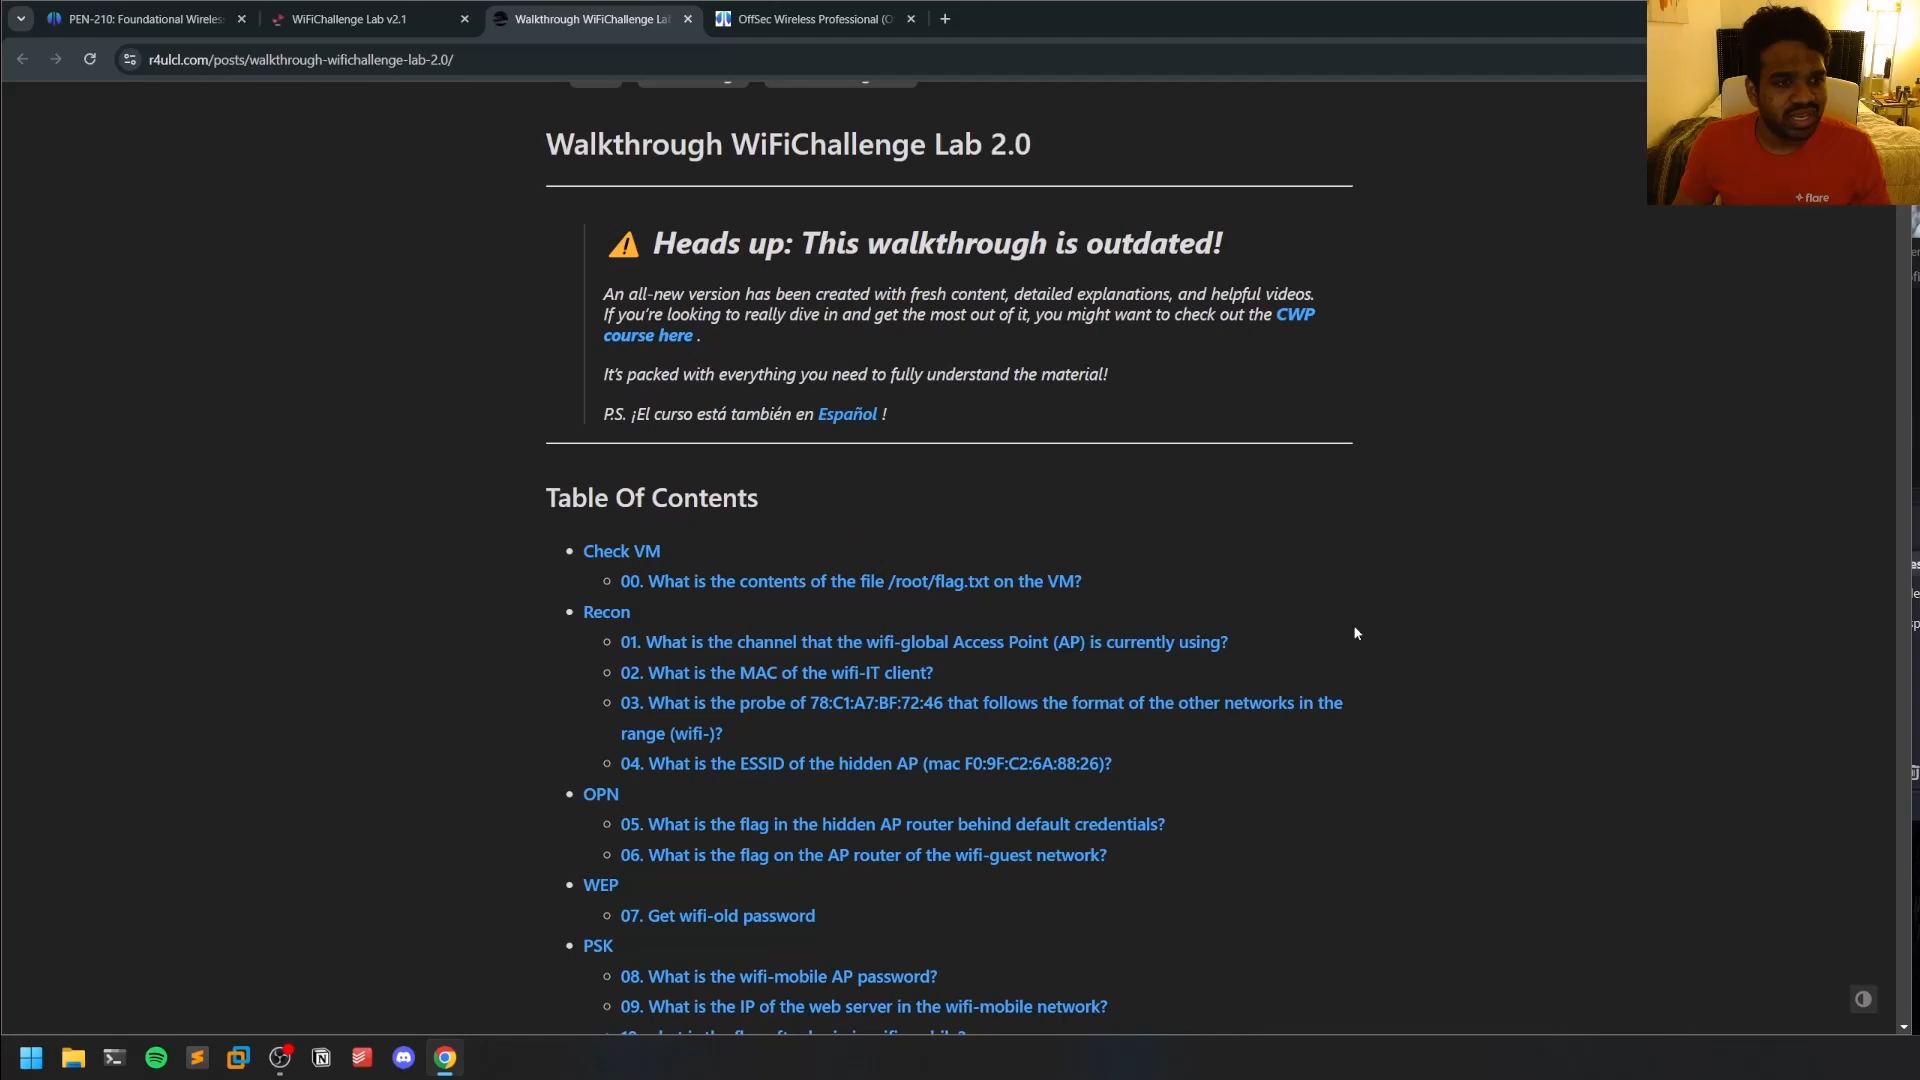 PEN-210: Foundational Wireles
WiFiChallenge Lab v2.1
Walkthrough WiFiChallenge Lab
OffSec Wireless Professional (O
r4ulcl.com/posts/walkthrough-wifichallenge-lab-2.0/
flare
Walkthrough WiFiChallenge Lab 2.0
⚠ Heads up: This walkthrough is outdated!
An all-new version has been created with fresh content, detailed explanations, and helpful videos.
If you're looking to really dive in and get the most out of it, you might want to check out the CWP
course here .
It's packed with everything you need to fully understand the material!
P.S. ¡El curso está también en Español !
Table Of Contents
Check VM
00. What is the contents of the file /root/flag.txt on the VM?
Recon
01. What is the channel that the wifi-global Access Point (AP) is currently using?
02. What is the MAC of the wifi-IT client?
03. What is the probe of 78:C1:A7:BF:72:46 that follows the format of the other networks in the
range (wifi-)?
04. What is the ESSID of the hidden AP (mac F0:9F:C2:6A:88:26)?
OPN
05. What is the flag in the hidden AP router behind default credentials?
06. What is the flag on the AP router of the wifi-guest network?
WEP
07. Get wifi-old password
PSK
08. What is the wifi-mobile AP password?
09. What is the IP of the web server in the wifi-mobile network?